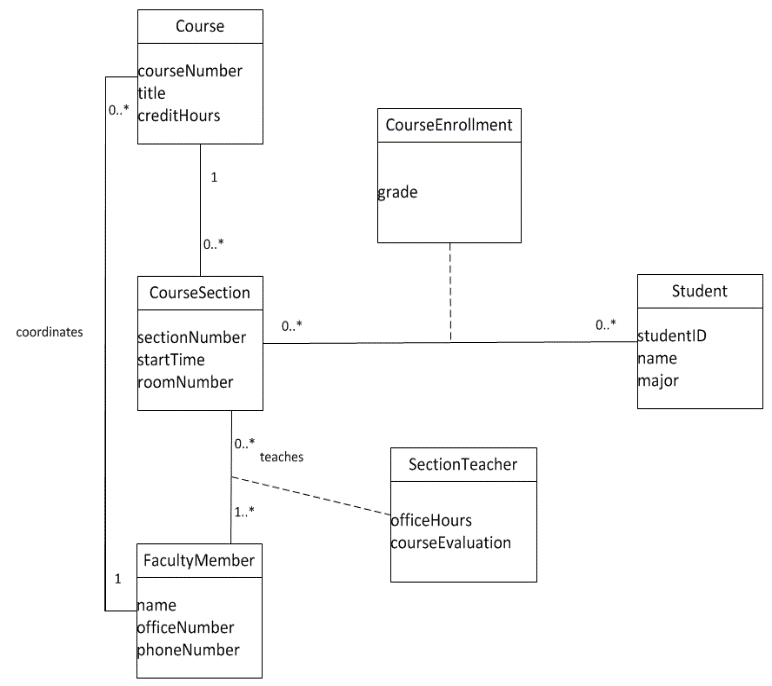 Course
courseNumber
title
creditHours
0..*
1
0..*
CourseEnrollment
grade
CourseSection
sectionNumber
startTime
roomNumber
0..*
0..*
Student
studentID
name
major
coordinates
0..*
teaches
1..*
SectionTeacher
officeHours
courseEvaluation
FacultyMember
name
officeNumber
phoneNumber
1